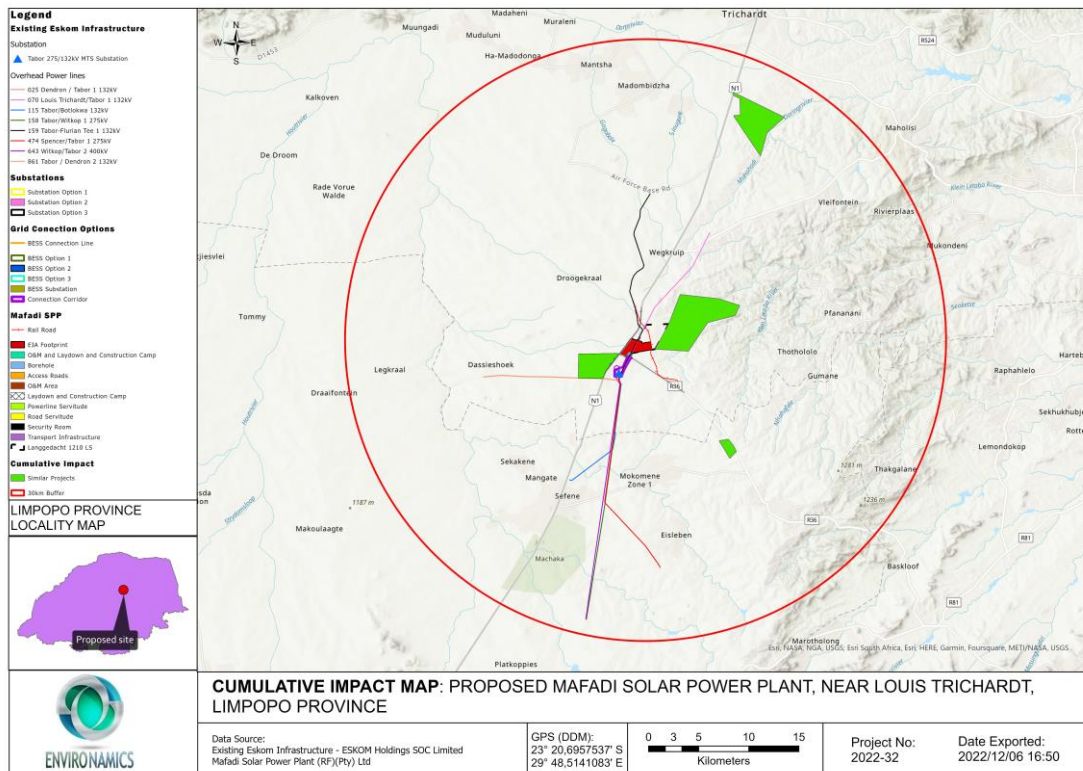 Legend
Existing Eskom Infrastructure
Substation
Tabor 275/132kV MTS Substation
Overhead Power lines
025 Dendron / Tabor 1 132kV
070 Louis Trichardt/Tabor 1 132kV
115 Tabor/Botlokwa 132kV
158 Tabor/Witkop 1 275kV
159 Tabor-Flurian Tee 1 132kV
474 Spencer/Tabor 1 275kV
643 Witkop/Tabor 2 400kV
861 Tabor / Dendron 2 132kV
Substations
Substation Option 1
Substation Option 2
Substation Option 3
Grid Conection Options
BESS Connection Line
BESS Option 1
BESS Option 2
BESS Option 3
BESS Substation
Connection Corridor
Mafadi SPP
Rail Road
EIA Footprint
O&M and Laydown and Construction Camp
Borehole
Access Roads
O&M Area
Laydown and Construction Camp
Powerline Servitude
Road Servitude
Security Room
Transport Infrastructure
Langgedacht 1210 LS
Cumulative Impact
Similar Projects
30km Buffer
LIMPOPO PROVINCE
LOCALITY MAP
Proposed site
ENVIRONAMICS
N
W E
S
D1453
Muungadi
Madaheni
Muraleni
Muduluni
Ha-Madodonga
Mantsha
Madombidzha
Trichardt
R524
N1
Kalkoven
Houtrivier
De Droom
Rade Vorue
Walde
Air Force Base Rd
Maholisi
Klein Letaba River
Vleifontein
Rivierplaas
Mukondeni
Wegkruip
Droogekraal
Tommy
Pfananani
Legkraal
Dassieshoek
Thothololo
Gumane
Raphahlelo
Draaifontein
N1
R36
Sekhukhubje
Lemondokop
Sekakene
Mangate
Sefene
Mokomene
Zone 1
1281 m
Thakgalane
1236 m
1187 m
Makoulaagte
Eisleben
R36
R81
Baskloof
Machaka
R81
Marotholong
Platkoppies
Esri, NASA, NGA, USGS, Esri South Africa, Esri, HERE, Garmin, Foursquare, METI/NASA, USGS
CUMULATIVE IMPACT MAP: PROPOSED MAFADI SOLAR POWER PLANT, NEAR LOUIS TRICHARDT,
LIMPOPO PROVINCE
Data Source:
Existing Eskom Infrastructure - ESKOM Holdings SOC Limited
Mafadi Solar Power Plant (RF)(Pty) Ltd
GPS (DDM):
23° 20,6957537' S
29° 48,5141083' E
0 3 5 10 15
Kilometers
Project No:
2022-32
Date Exported:
2022/12/06 16:50